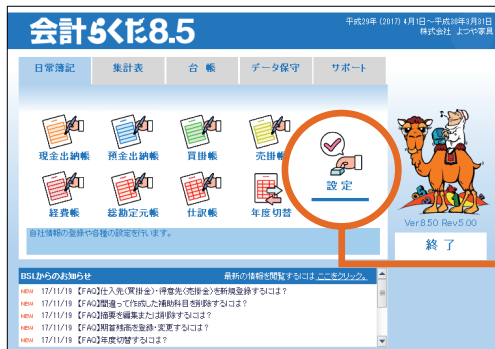 会計らくだ8.5
平成29年 (2017) 4月1日～平成30年3月31日
株式会社 よつや家具
日常簿記 集計表 台 帳 データ保守 サポート
現金出納帳 預金出納帳 買掛帳 売掛帳 設 定
経費帳 総勘定元帳 仕訳帳 年度切替
自社情報の登録や各種の設定を行います。
Ver.8.50 Rev.5.00
終 了
BSLからのお知らせ 最新の情報を閲覧するには ここをクリック。
NEW 17/11/19 【FAQ】仕入先(買掛金)・得意先(売掛金)を新規登録するには？
NEW 17/11/19 【FAQ】間違って作成した補助科目を削除するには？
NEW 17/11/19 【FAQ】摘要を編集または削除するには？
NEW 17/11/19 【FAQ】期首残高を登録・変更するには？
NEW 17/11/19 【FAQ】年度切替するには？